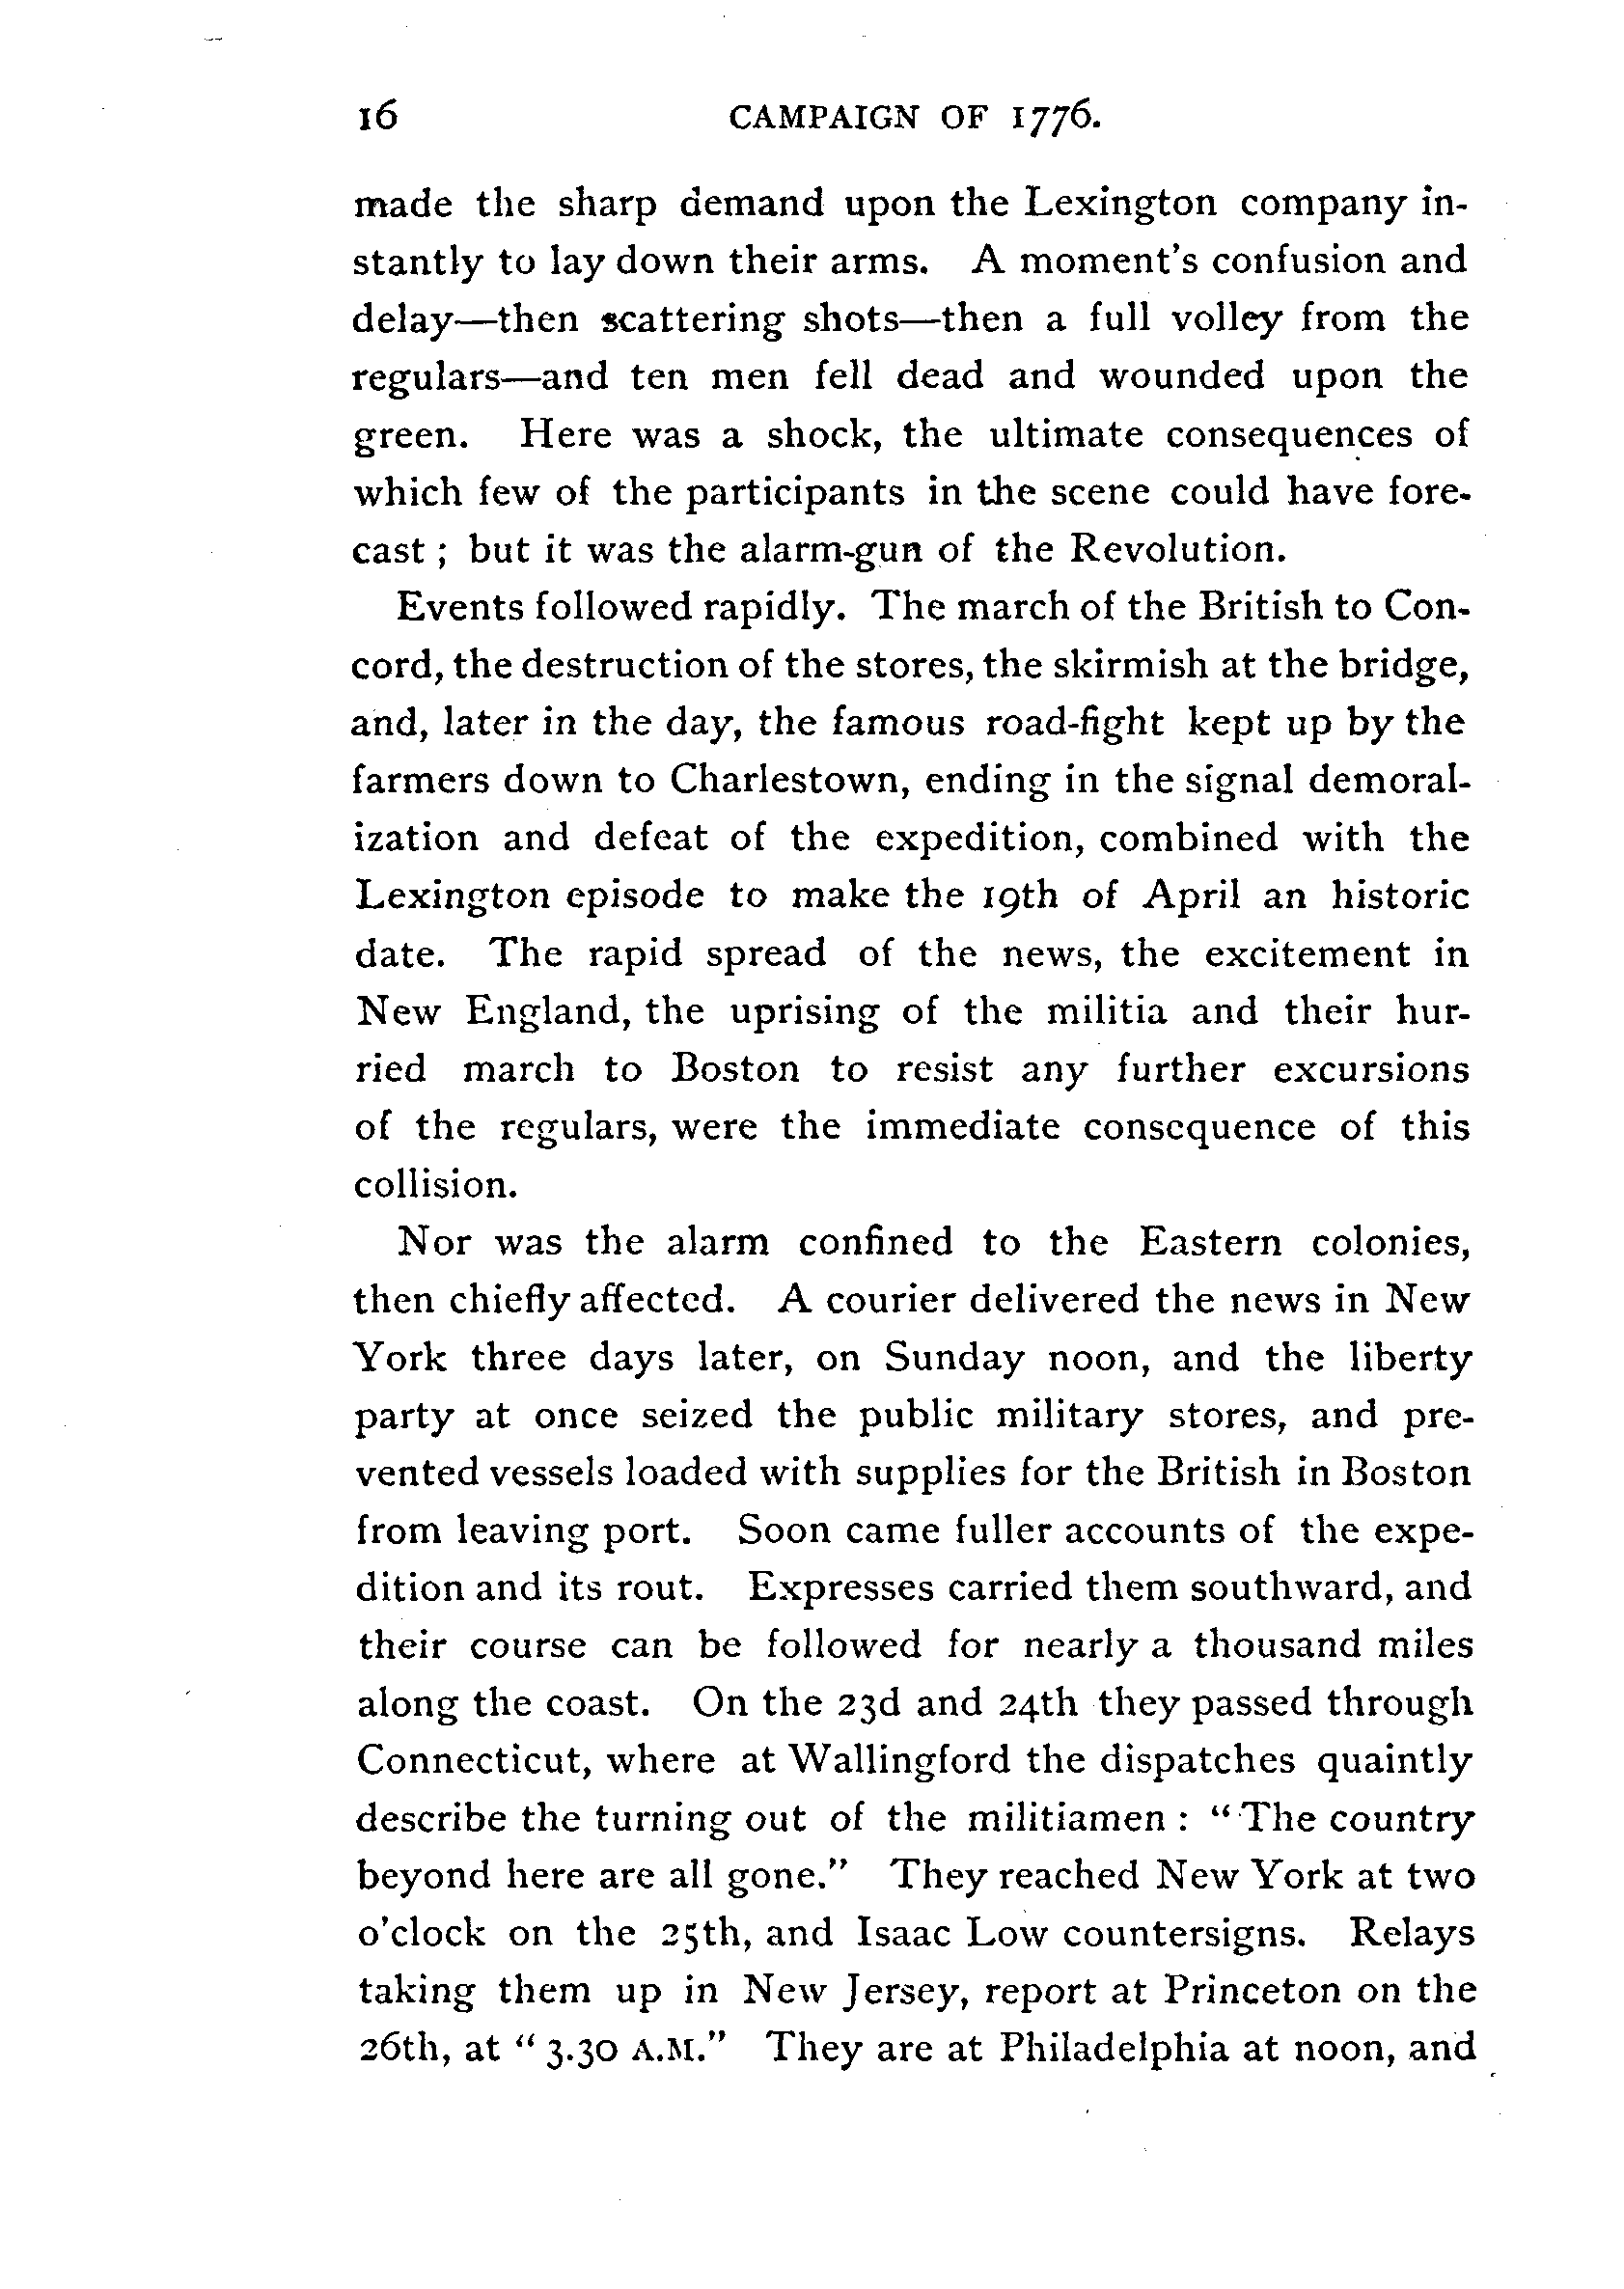 16 CAMPAIGN OF 1776.
made the sharp demand upon the Lexington company in-
stantly to lay down their arms. A moment's confusion and
delay—then scattering shots—then a full volley from the
regulars—and ten men fell dead and wounded upon the
green. Here was a shock, the ultimate consequences of
which few of the participants in the scene could have fore-
cast ; but it was the alarm-gun of the Revolution.
Events followed rapidly. The march of the British to Con-
cord, the destruction of the stores, the skirmish at the bridge,
and, later in the day, the famous road-fight kept up by the
farmers down to Charlestown, ending in the signal demoral-
ization and defeat of the expedition, combined with the
Lexington episode to make the 19th of April an historic
date. The rapid spread of the news, the excitement in
New England, the uprising of the militia and their hur-
ried march to Boston to resist any further excursions
of the regulars, were the immediate consequence of this
collision.
Nor was the alarm confined to the Eastern colonies,
then chiefly affected. A courier delivered the news in New
York three days later, on Sunday noon, and the liberty
party at once seized the public military stores, and pre-
vented vessels loaded with supplies for the British in Boston
from leaving port. Soon came fuller accounts of the expe-
dition and its rout. Expresses carried them southward, and
their course can be followed for nearly a thousand miles
along the coast. On the 23d and 24th they passed through
Connecticut, where at Wallingford the dispatches quaintly
describe the turning out of the militiamen : “ The country
beyond here are all gone.” They reached New York at two
o'clock on the 25th, and Isaac Low countersigns. Relays
taking them up in New Jersey, report at Princeton on the
26th, at “ 3.30 A.M.” They are at Philadelphia at noon, and